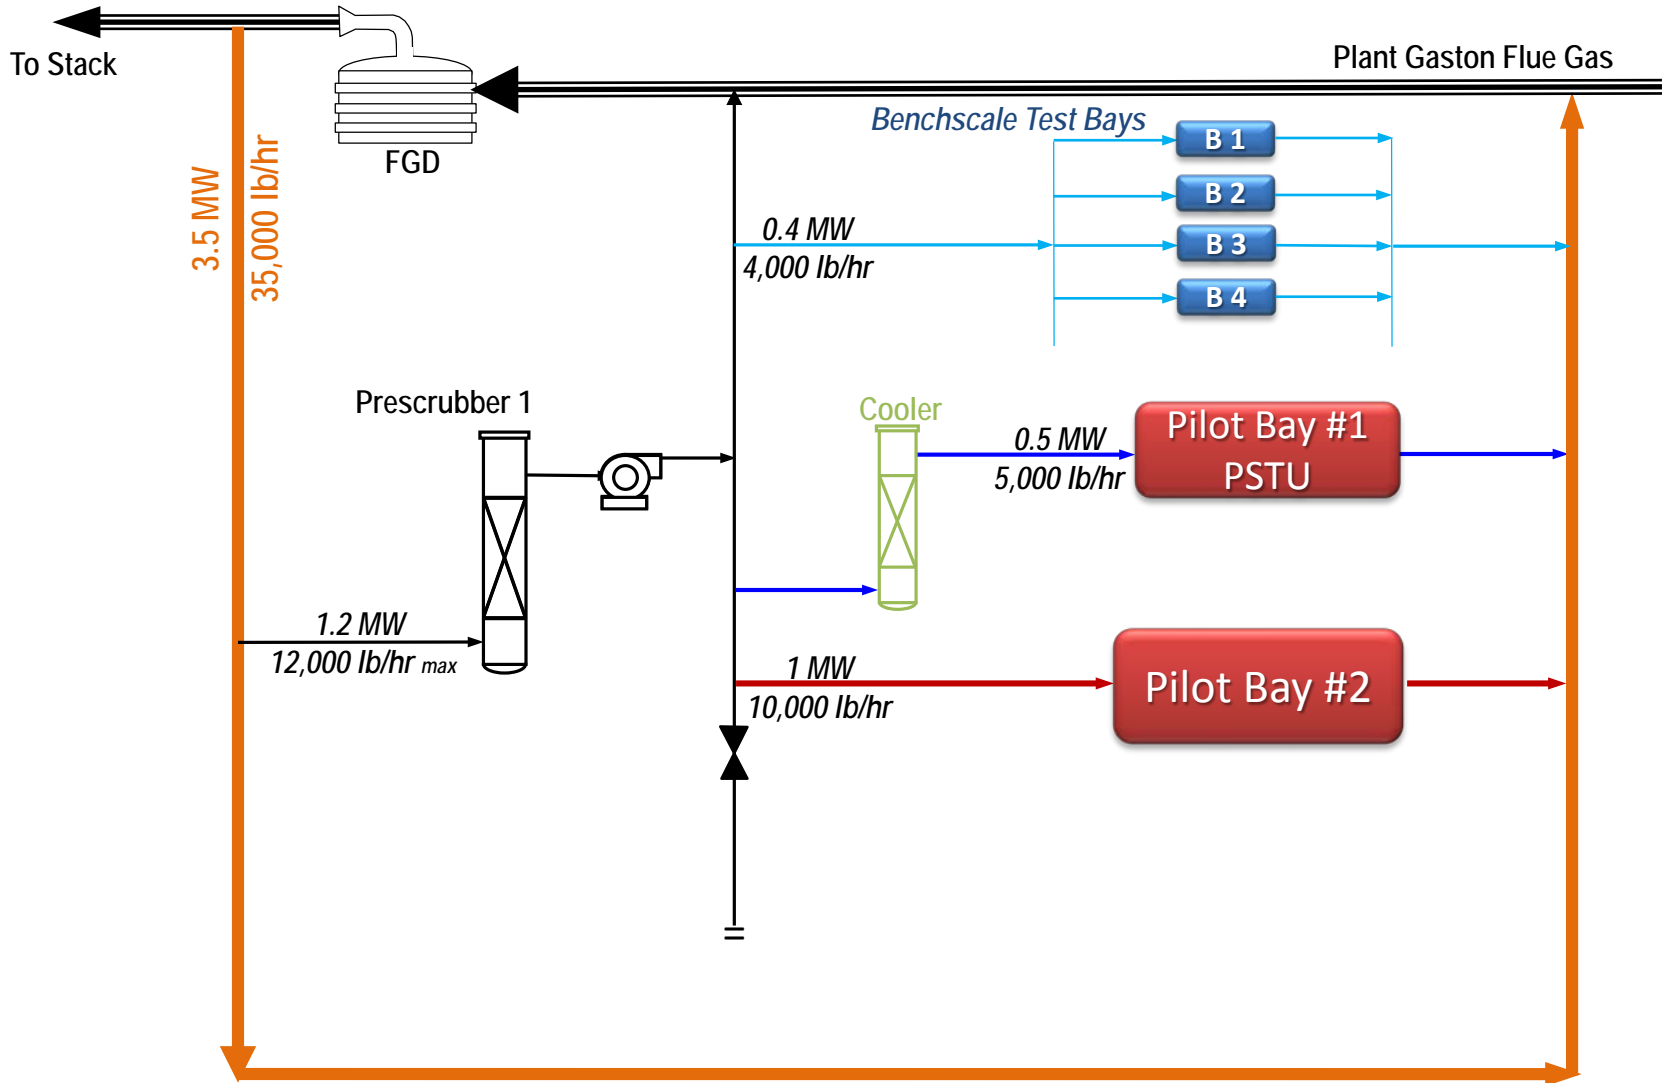 To Stack
Plant Gaston Flue Gas
FGD
Benchscale Test Bays
B 1
B 2
B 3
B 4
3.5 MW
35,000 lb/hr
0.4 MW
4,000 lb/hr
Prescrubber 1
Cooler
0.5 MW
5,000 lb/hr
Pilot Bay #1
PSTU
1.2 MW
12,000 lb/hr max
1 MW
10,000 lb/hr
Pilot Bay #2